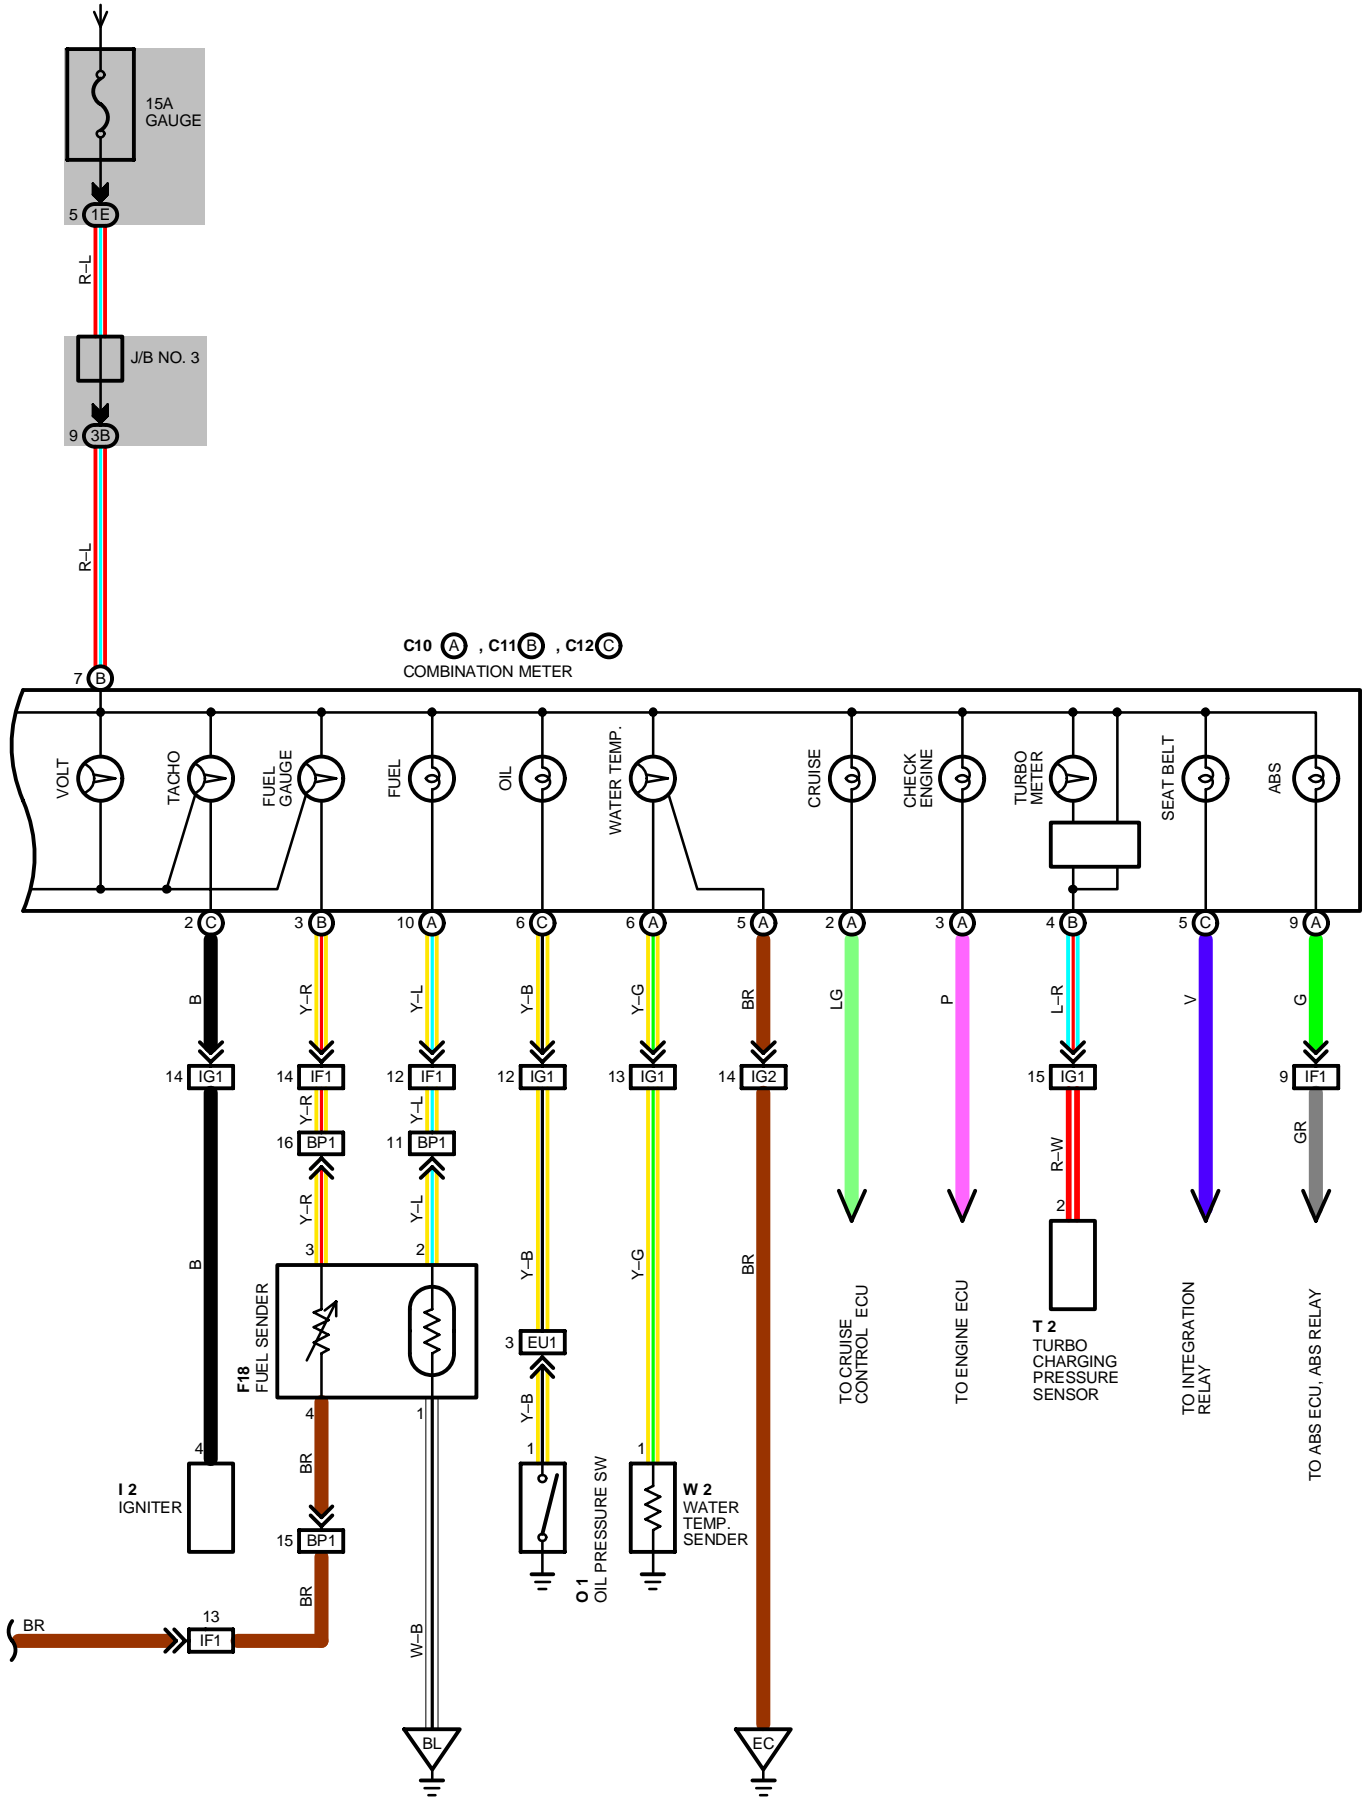 15A
GAUGE
5 1E
R–L
J/B NO. 3
9 3B
R–L
C10 A , C11 B , C12 C
COMBINATION METER
7 B
VOLT
TACHO
FUEL
GAUGE
FUEL
OIL
WATER TEMP.
CRUISE
CHECK
ENGINE
TURBO
METER
SEAT BELT
ABS
2 C
3 B
10 A
6 C
6 A
5 A
2 A
3 A
4 B
5 C
9 A
B
Y–R
Y–L
Y–B
Y–G
BR
LG
P
L–R
V
G
14 IG1
14 IF1
12 IF1
12 IG1
13 IG1
14 IG2
15 IG1
9 IF1
Y–R
Y–L
R–W
GR
16 BP1
11 BP1
Y–R
Y–L
2
3
2
B
Y–B
Y–G
BR
F18
FUEL SENDER
3 EU1
T 2
TURBO
CHARGING
PRESSURE
SENSOR
TO CRUISE
CONTROL ECU
TO ENGINE ECU
TO INTEGRATION
RELAY
TO ABS ECU, ABS RELAY
4
1
Y–B
4
1
1
BR
I 2
IGNITER
O 1
OIL PRESSURE SW
W 2
WATER
TEMP.
SENDER
15 BP1
BR
13
IF1
BR
W–B
BL
EC